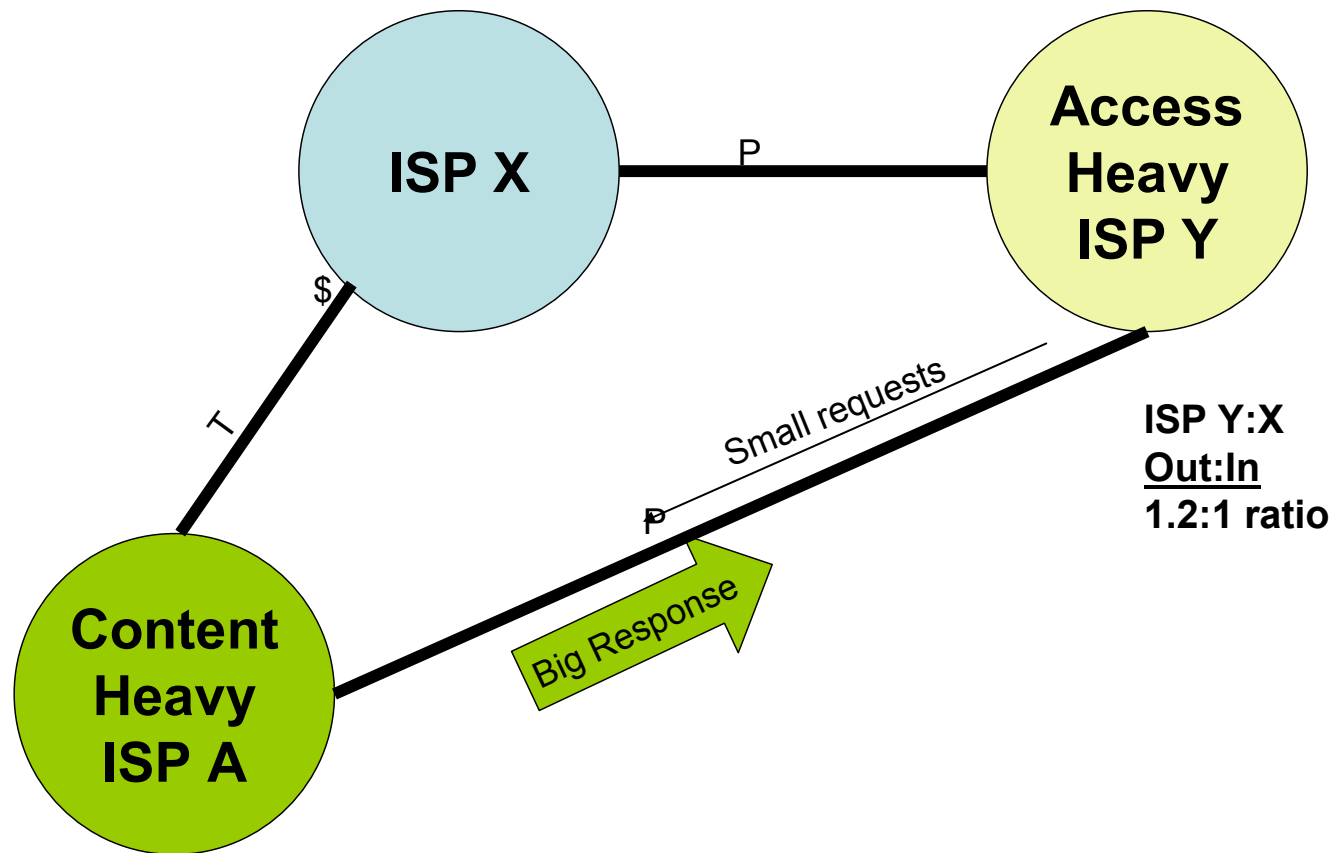 ISP X
P
Access
Heavy
ISP Y
$
T
Small requests
P
ISP Y:X
Out:In
1.2:1 ratio
Big Response
Content
Heavy
ISP A